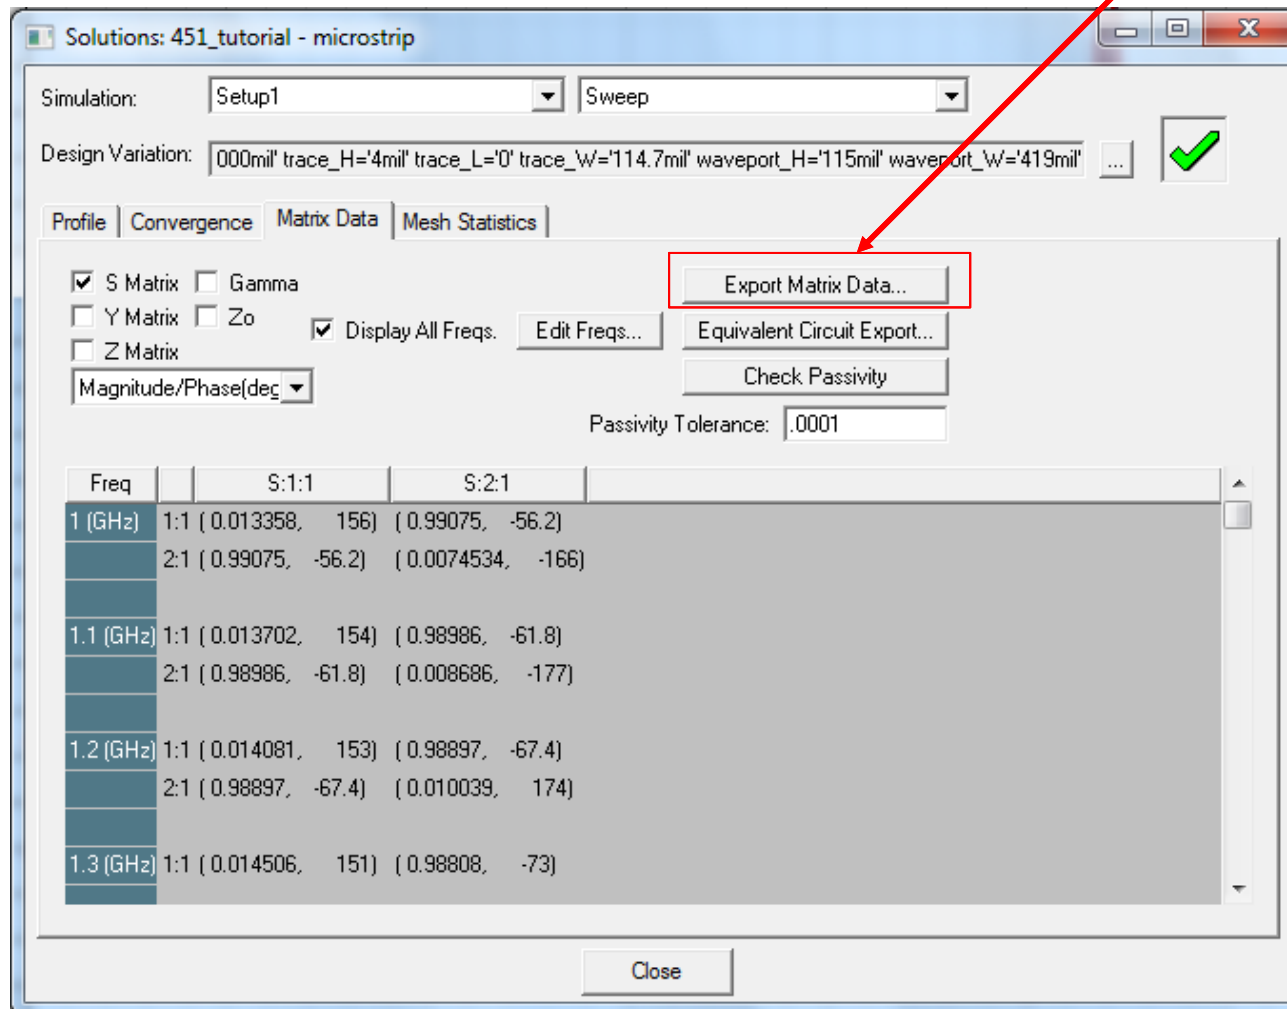 Solutions: 451_tutorial - microstrip
Simulation: Setup1 Sweep
Design Variation: 000mil' trace_H='4mil' trace_L='0' trace_W='114.7mil' waveport_H='115mil' waveport_W='419mil' ...
Profile Convergence Matrix Data Mesh Statistics
S Matrix Gamma Export Matrix Data...
Y Matrix Zo Display All Freqs. Edit Freqs... Equivalent Circuit Export...
Z Matrix
Magnitude/Phase(deg Check Passivity
Passivity Tolerance: .0001
Freq S:1:1 S:2:1
1 (GHz) 1:1 ( 0.013358, 156) ( 0.99075, -56.2)
2:1 ( 0.99075, -56.2) ( 0.0074534, -166)
1.1 (GHz) 1:1 ( 0.013702, 154) ( 0.98986, -61.8)
2:1 ( 0.98986, -61.8) ( 0.008686, -177)
1.2 (GHz) 1:1 ( 0.014081, 153) ( 0.98897, -67.4)
2:1 ( 0.98897, -67.4) ( 0.010039, 174)
1.3 (GHz) 1:1 ( 0.014506, 151) ( 0.98808, -73)
Close